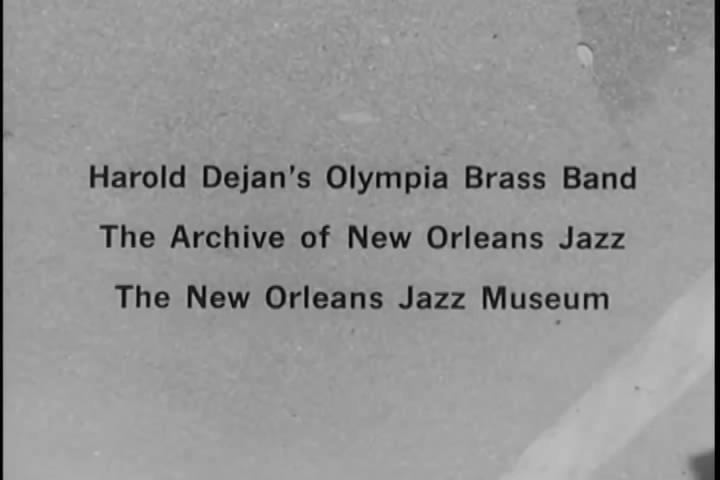 Harold Dejan's Olympia Brass Band
The Archive of New Orleans Jazz
The New Orleans Jazz Museum